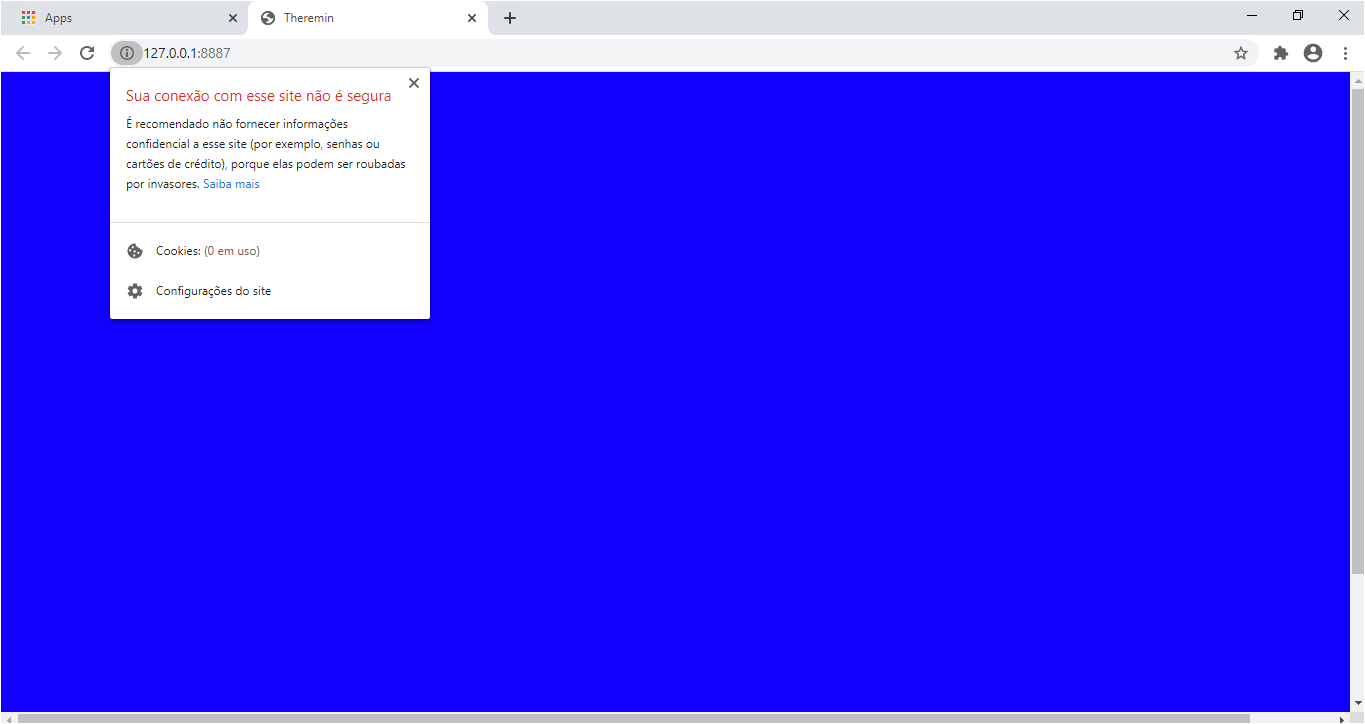 Apps
Theremin
127.0.0.1:8887
Sua conexão com esse site não é segura
É recomendado não fornecer informações
confidencial a esse site (por exemplo, senhas ou
cartões de crédito), porque elas podem ser roubadas
por invasores. Saiba mais
Cookies: (0 em uso)
Configurações do site